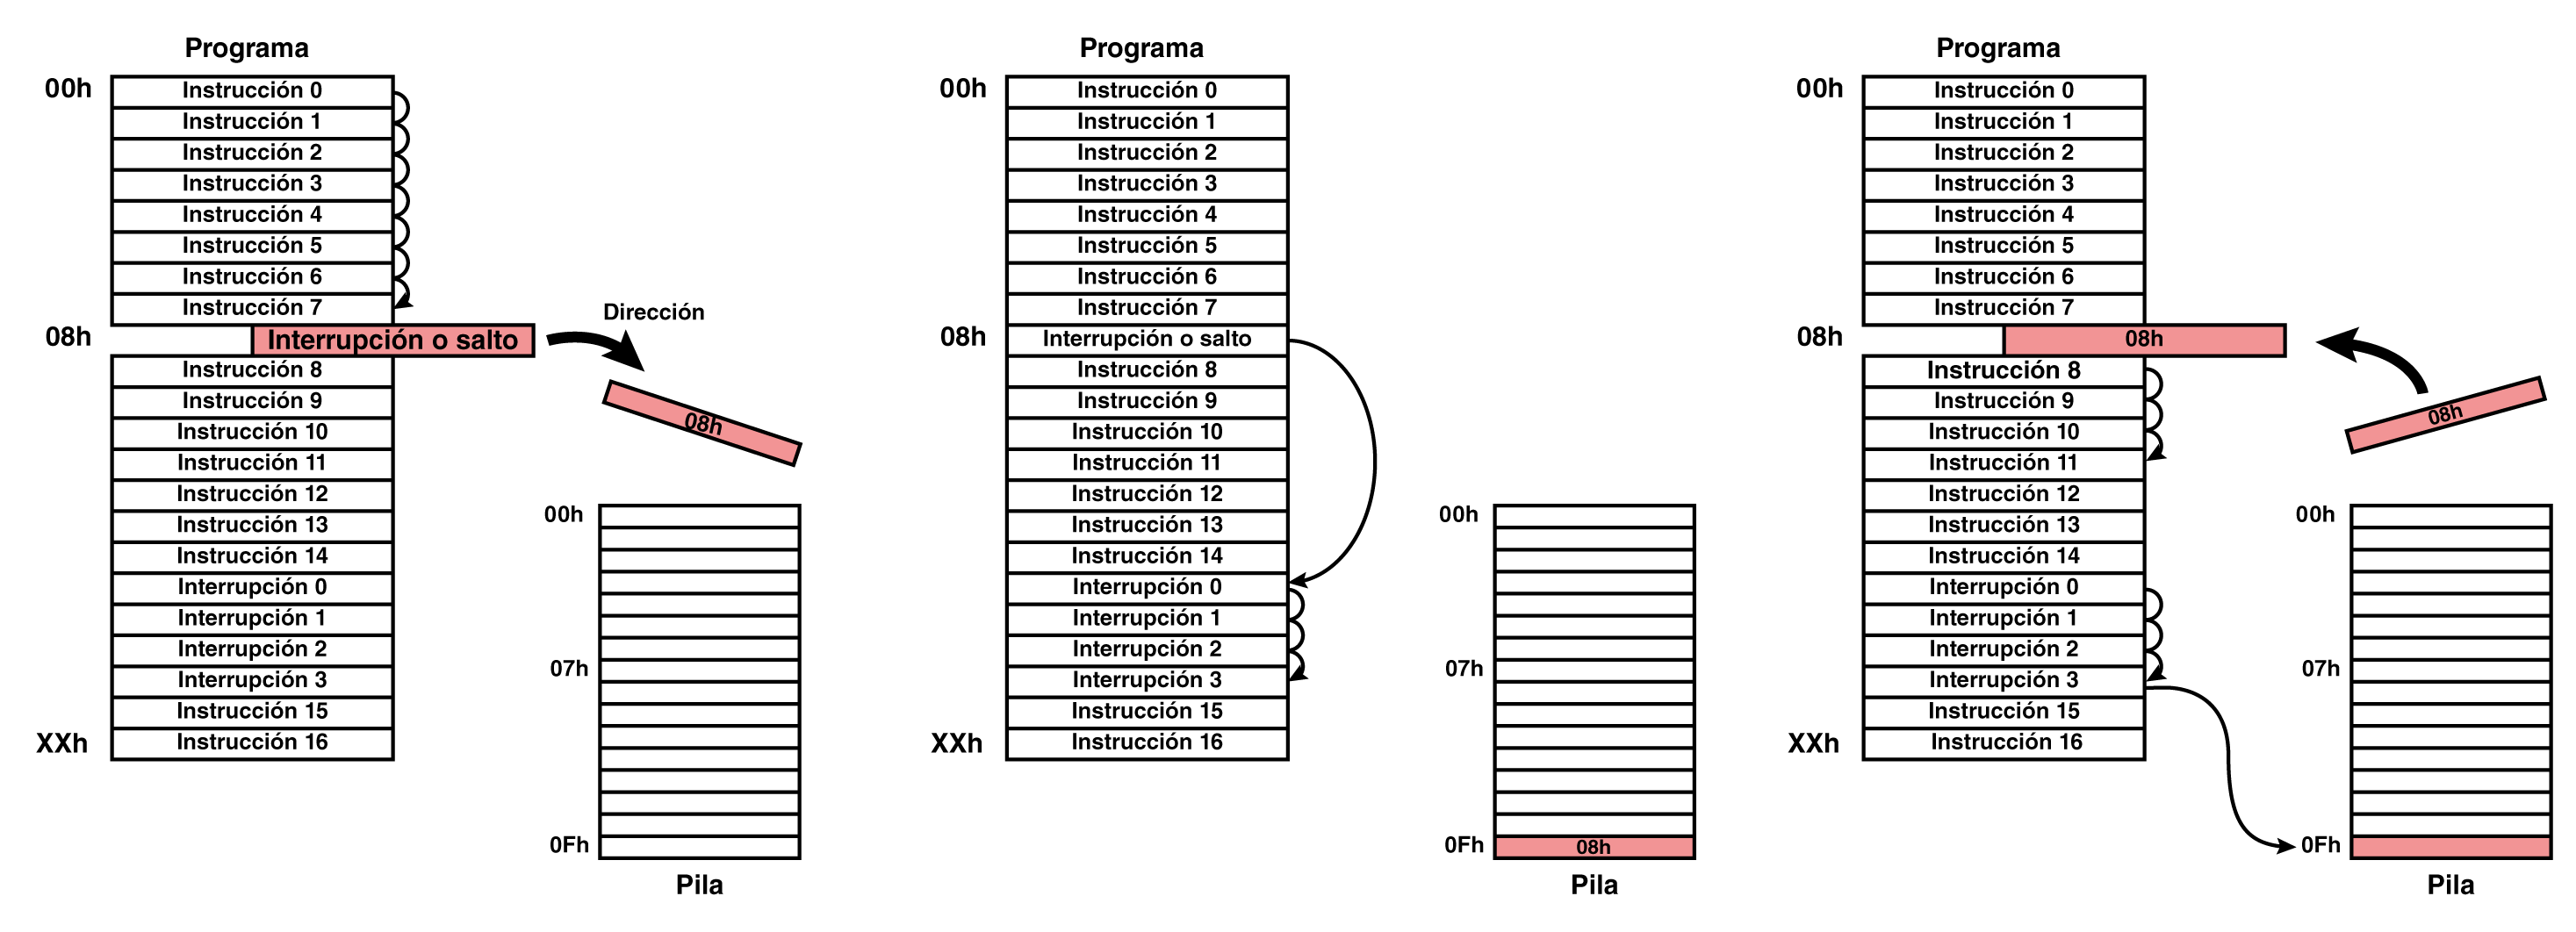 Programa
00h
Instrucción 0
Instrucción 1
Instrucción 2
Instrucción 3
Instrucción 4
Instrucción 5
Instrucción 6
Instrucción 7
08h
Interrupción o salto
Dirección
08h
Instrucción 8
Instrucción 9
Instrucción 10
Instrucción 11
Instrucción 12
Instrucción 13
Instrucción 14
Interrupción 0
Interrupción 1
Interrupción 2
Interrupción 3
Instrucción 15
XXh
Instrucción 16
00h
07h
0Fh
Pila
Programa
00h
Instrucción 0
Instrucción 1
Instrucción 2
Instrucción 3
Instrucción 4
Instrucción 5
Instrucción 6
Instrucción 7
08h
Interrupción o salto
Instrucción 8
Instrucción 9
Instrucción 10
Instrucción 11
Instrucción 12
Instrucción 13
Instrucción 14
Interrupción 0
Interrupción 1
Interrupción 2
Interrupción 3
Instrucción 15
XXh
Instrucción 16
00h
07h
0Fh
08h
Pila
Programa
00h
Instrucción 0
Instrucción 1
Instrucción 2
Instrucción 3
Instrucción 4
Instrucción 5
Instrucción 6
Instrucción 7
08h
08h
08h
Instrucción 8
Instrucción 9
Instrucción 10
Instrucción 11
Instrucción 12
Instrucción 13
Instrucción 14
Interrupción 0
Interrupción 1
Interrupción 2
Interrupción 3
Instrucción 15
XXh
Instrucción 16
00h
07h
0Fh
Pila